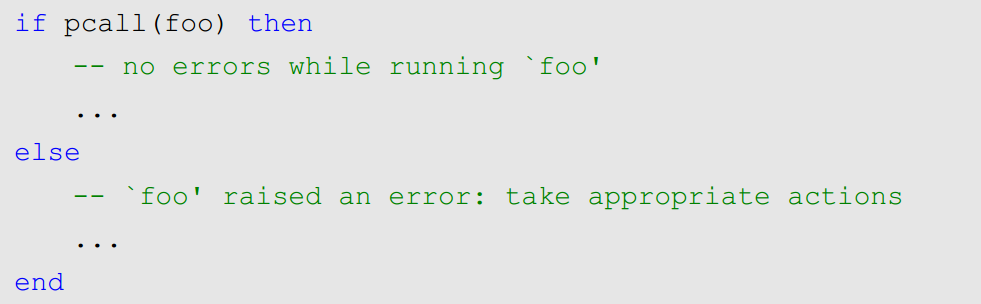 if pcall(foo) then
    -- no errors while running `foo'
    ...
else
    -- `foo' raised an error: take appropriate actions
    ...
end